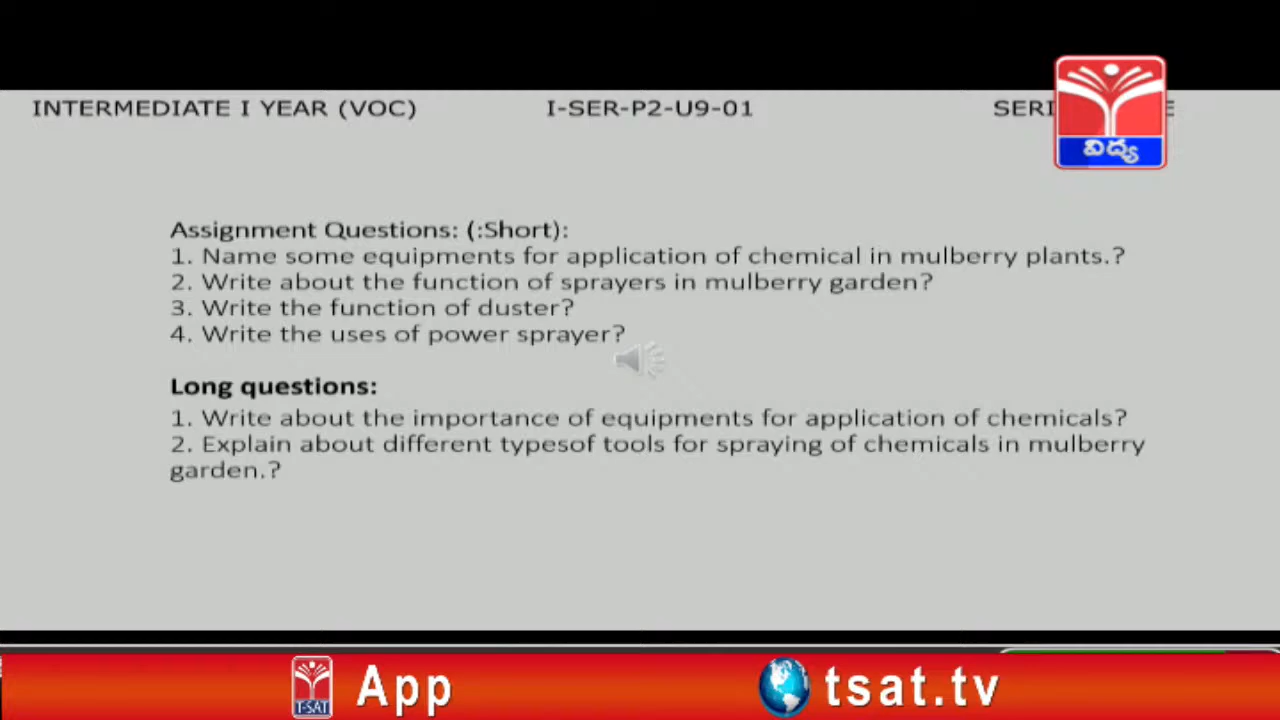 INTERMEDIATE I YEAR (VOC) I-SER-P2-U9-01
విద్య
Assignment Questions: (:Short):
1. Name some equipments for application of chemical in mulberry plants.?
2. Write about the function of sprayers in mulberry garden?
3. Write the function of duster?
4. Write the uses of power sprayer?
Long questions:
1. Write about the importance of equipments for application of chemicals?
2. Explain about different typesof tools for spraying of chemicals in mulberry
garden.?
T-SAT App tsat.tv